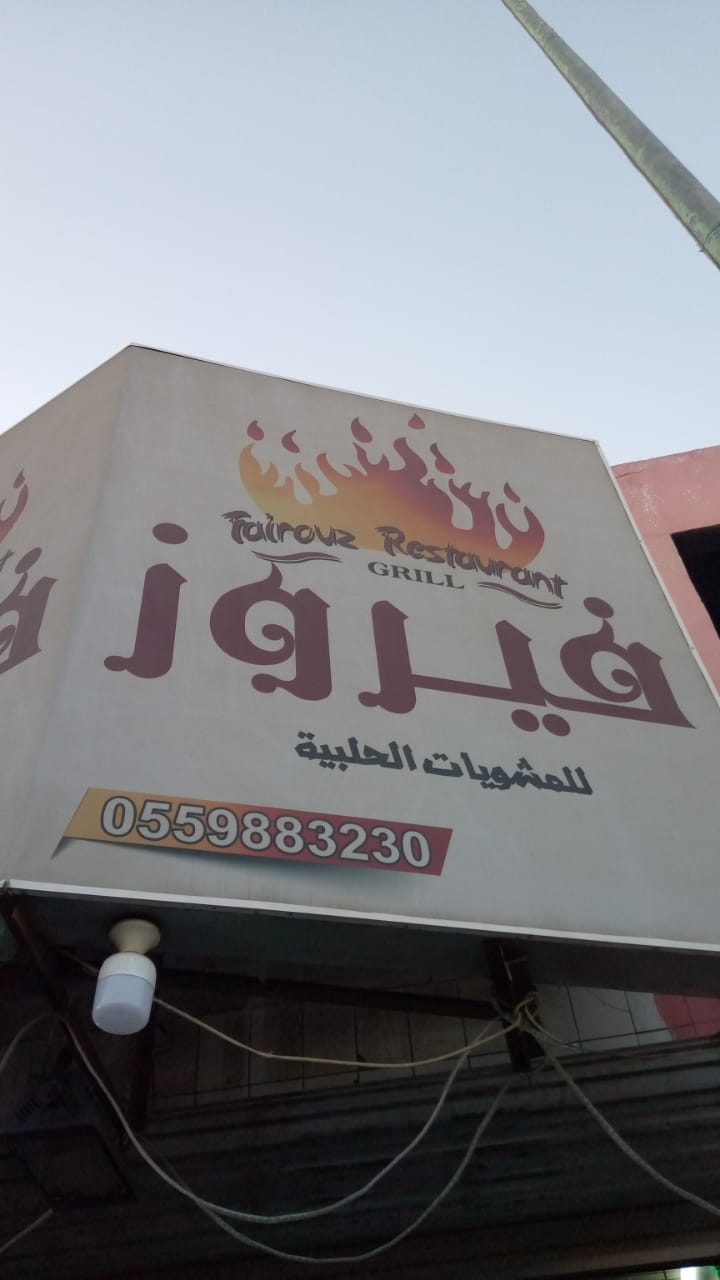 Fairouz Restaurant
GRILL
فيروز
للمشويات الحلبية
0559883230